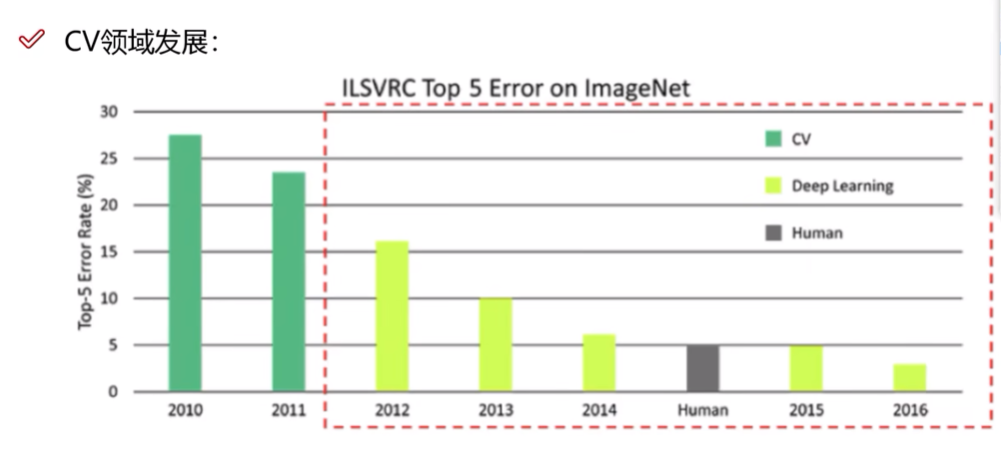 CV领域发展：
ILSVRC Top 5 Error on ImageNet
Top-5 Error Rate (%)
30
25
20
15
10
5
0
CV
Deep Learning
Human
2010 2011 2012 2013 2014 Human 2015 2016